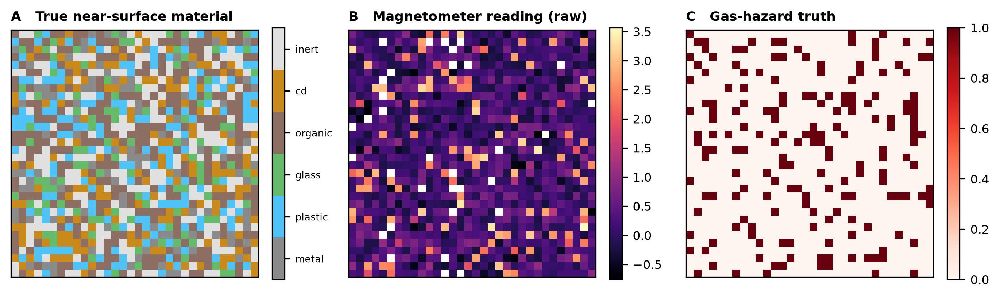 A True near-surface material
inert
cd
organic
glass
plastic
metal
B Magnetometer reading (raw)
3.5
3.0
2.5
2.0
1.5
1.0
0.5
0.0
−0.5
C Gas-hazard truth
1.0
0.8
0.6
0.4
0.2
0.0